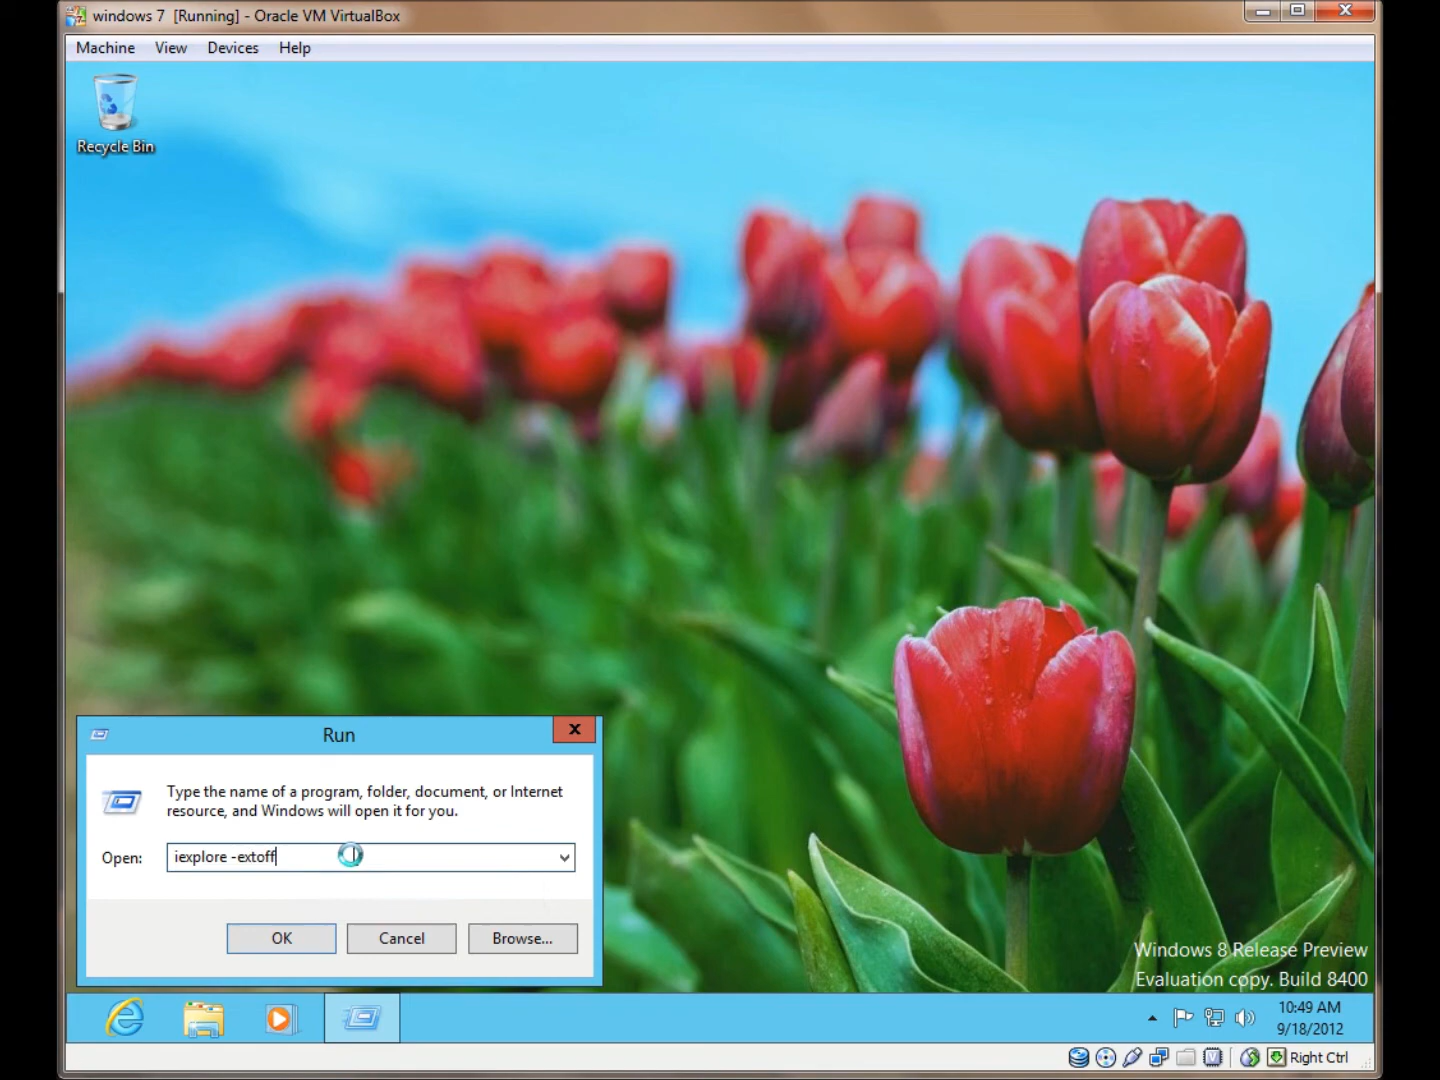 windows 7 [Running] - Oracle VM VirtualBox
Machine View Devices Help
Recycle Bin
Run
Type the name of a program, folder, document, or Internet
resource, and Windows will open it for you.
Open: iexplore -extoff
OK Cancel Browse...
Windows 8 Release Preview
Evaluation copy. Build 8400
10:49 AM
9/18/2012
Right Ctrl